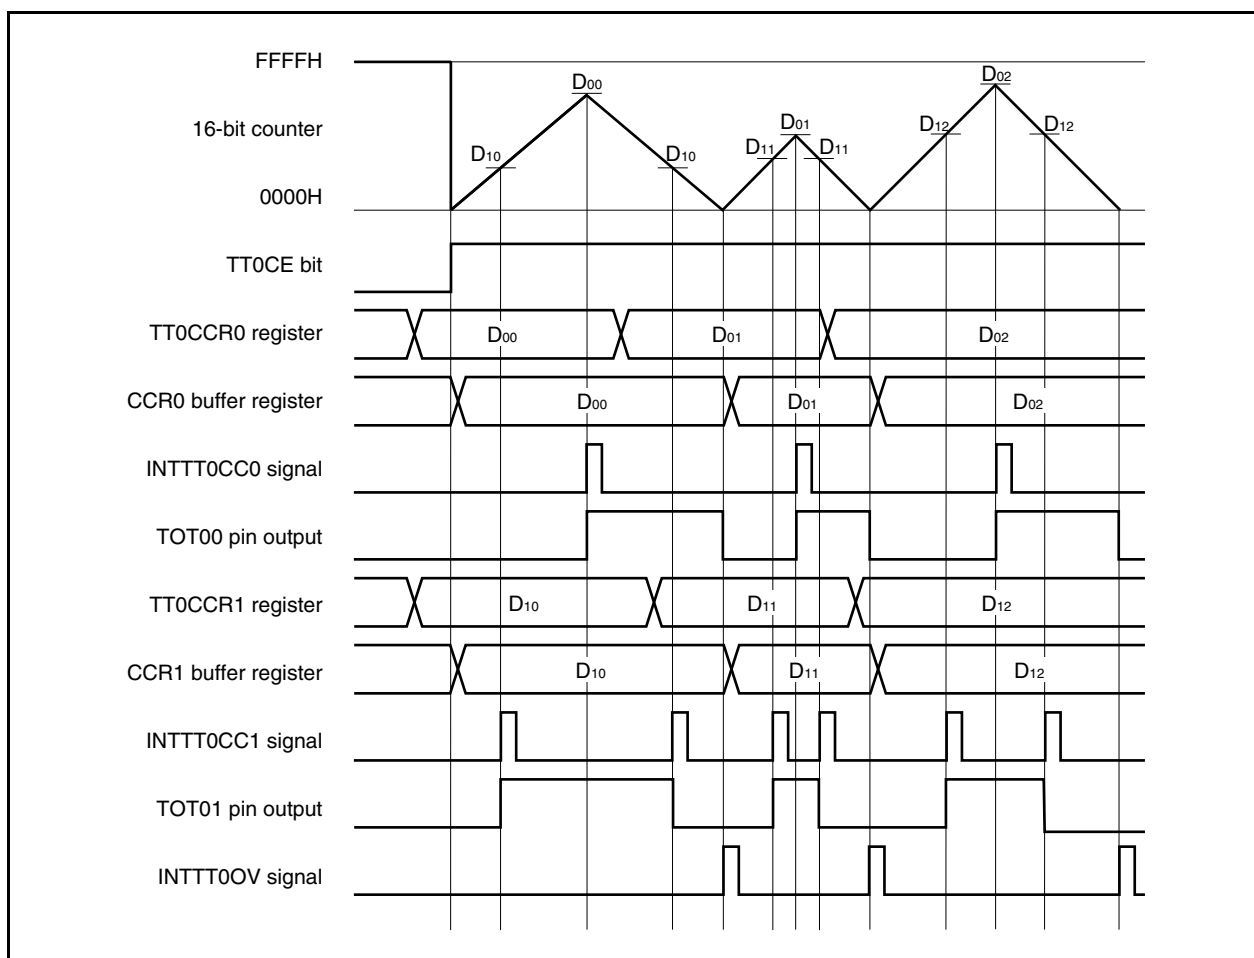 FFFFH
D00
D02
16-bit counter
D01
D12
D12
D10
D10
D11
D11
0000H
TT0CE bit
TT0CCR0 register
D00
D01
D02
CCR0 buffer register
D00
D01
D02
INTTT0CC0 signal
TOT00 pin output
TT0CCR1 register
D10
D11
D12
CCR1 buffer register
D10
D11
D12
INTTT0CC1 signal
TOT01 pin output
INTTT0OV signal